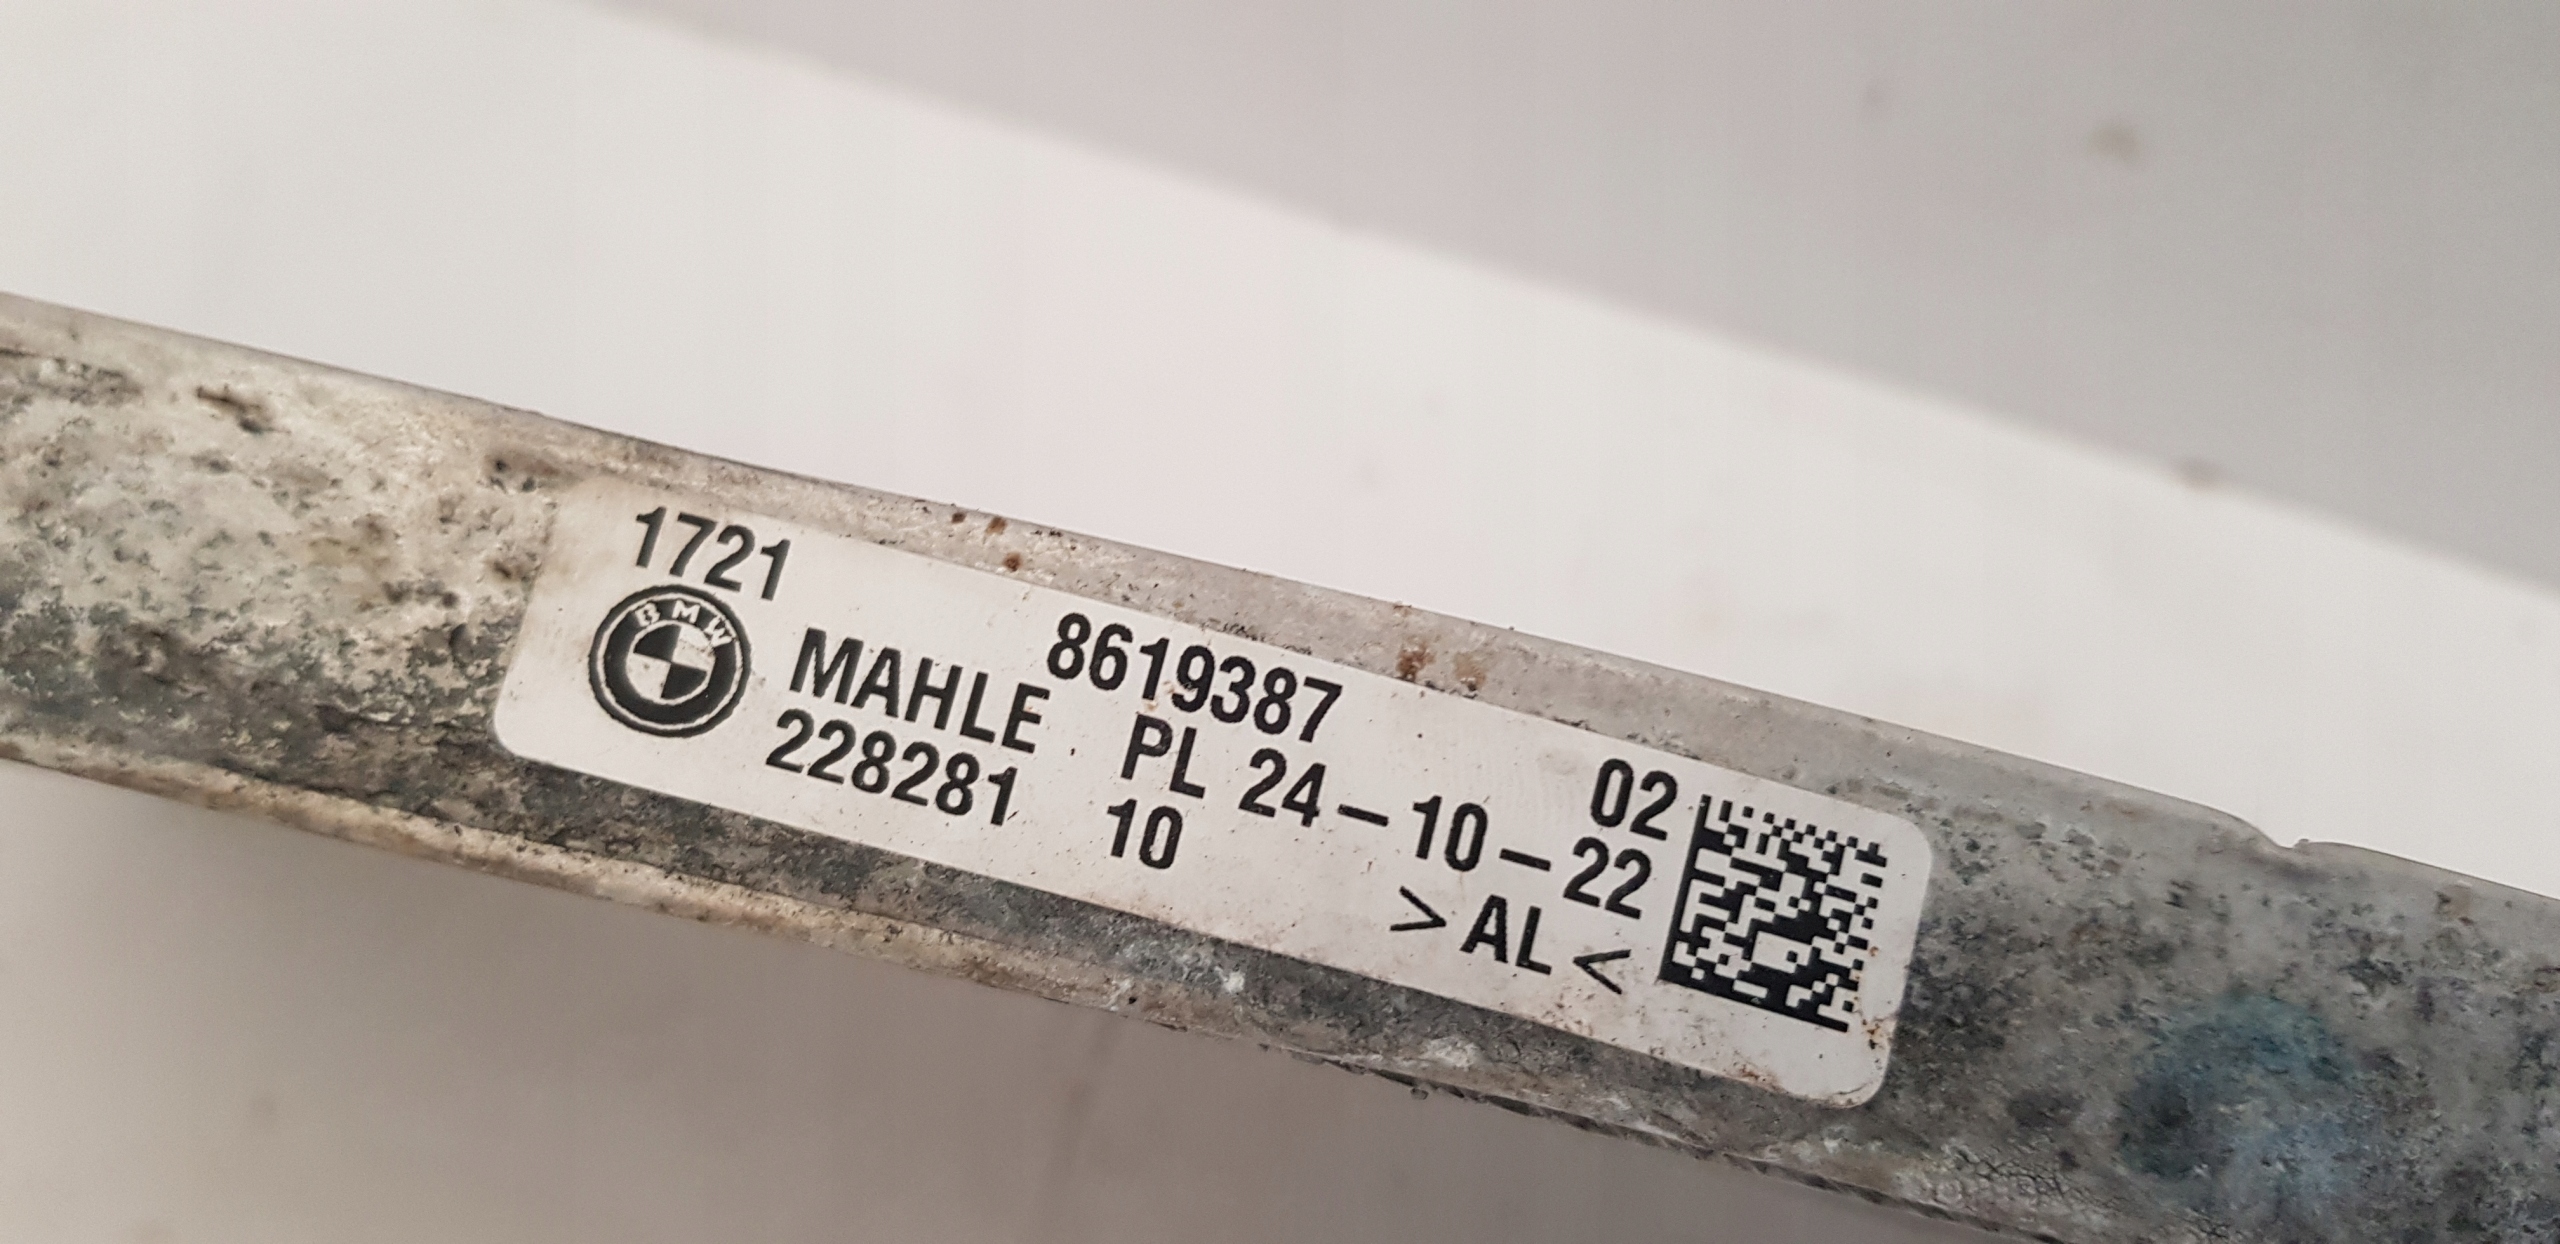 1721
BMW
8619387 02
MAHLE PL 24-10-22
228281 10 >AL<